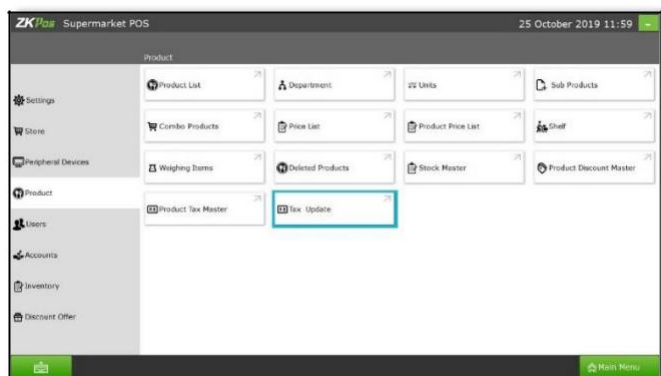 ZKPos Supermarket POS 25 October 2019 11:59
Product
Settings
Store
Peripheral Devices
Product
Users
Accounts
Inventory
Discount Offer
Product List Department Units Sub Products
Combo Products Price List Product Price List Shelf
Weighing Items Deleted Products Stock Master Product Discount Master
Product Tax Master Tax Update
Main Menu